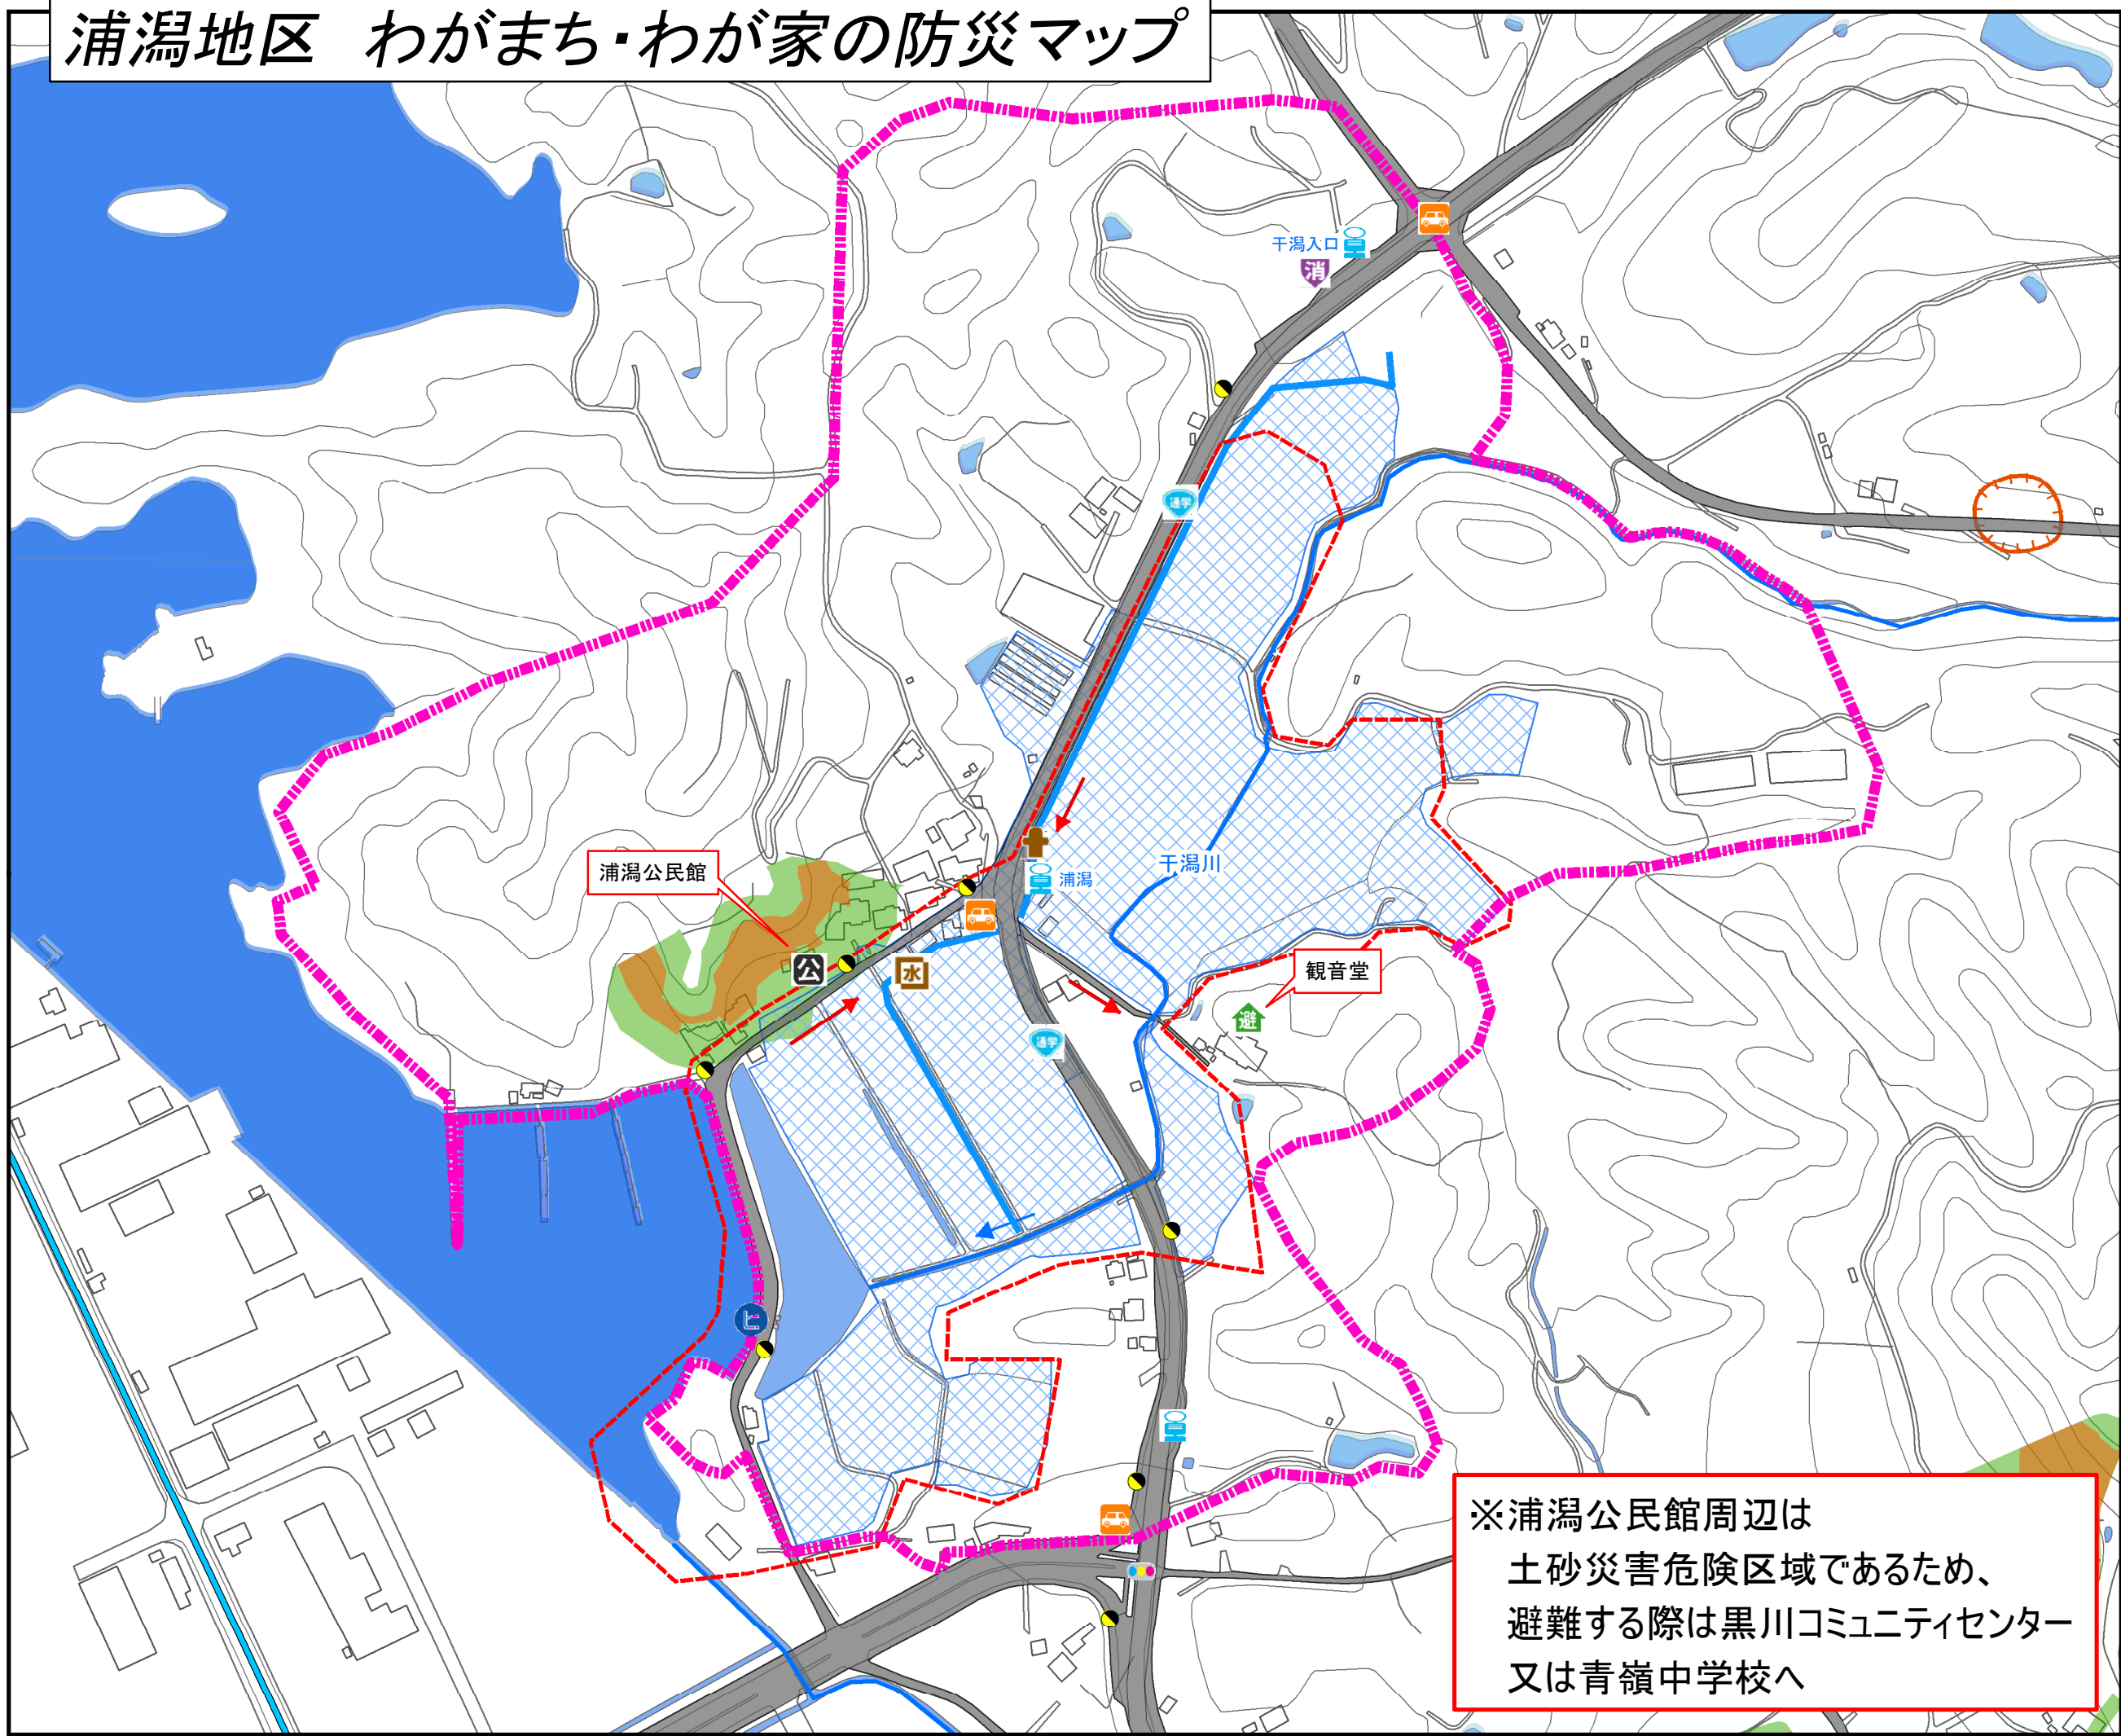 浦潟地区 わがまち・わが家の防災マップ
干潟入口
消
通学
浦潟公民館
浦潟
干潟川
公
水
観音堂
避
通学
ヒ
※浦潟公民館周辺は
土砂災害危険区域であるため、
避難する際は黒川コミュニティセンター
又は青嶺中学校へ